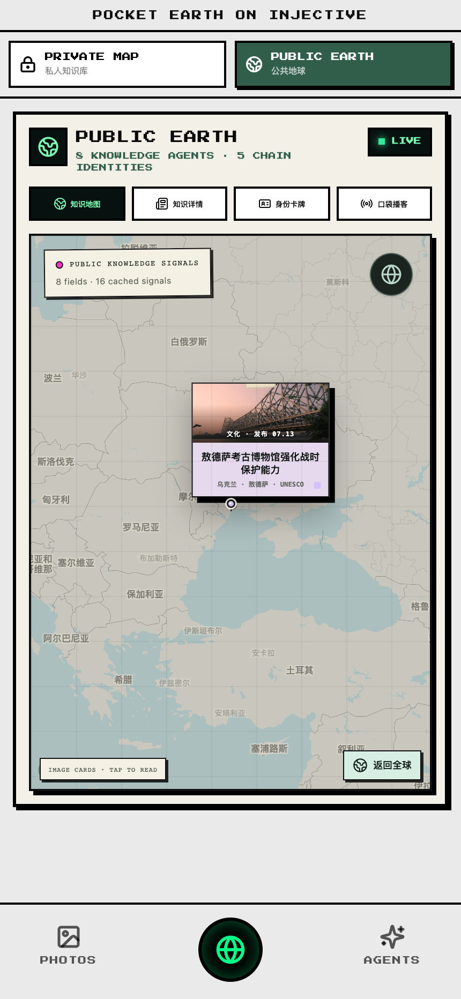 POCKET EARTH ON INJECTIVE
PRIVATE MAP
私人知识库
PUBLIC EARTH
公共地球
PUBLIC EARTH
8 KNOWLEDGE AGENTS · 5 CHAIN
IDENTITIES
LIVE
知识地图
知识详情
身份卡牌
口袋播客
拉脱维亚
PUBLIC KNOWLEDGE SIGNALS
8 fields · 16 cached signals
莫斯科
白俄罗斯
波兰
华沙
文化 · 发布 07.13
敖德萨考古博物馆强化战时
保护能力
乌克兰 · 敖德萨 · UNESCO
斯洛伐克
匈牙利
摩尔
罗马尼亚
布加勒斯特
尼亚和
哥维那
塞尔维亚
保加利亚
格鲁
伊斯坦布尔
阿尔巴尼亚
安卡拉
土耳其
希腊
伊兹密尔
安塔利亚
塞浦路斯
叙利亚
IMAGE CARDS · TAP TO READ
返回全球
伊拉
PHOTOS
AGENTS